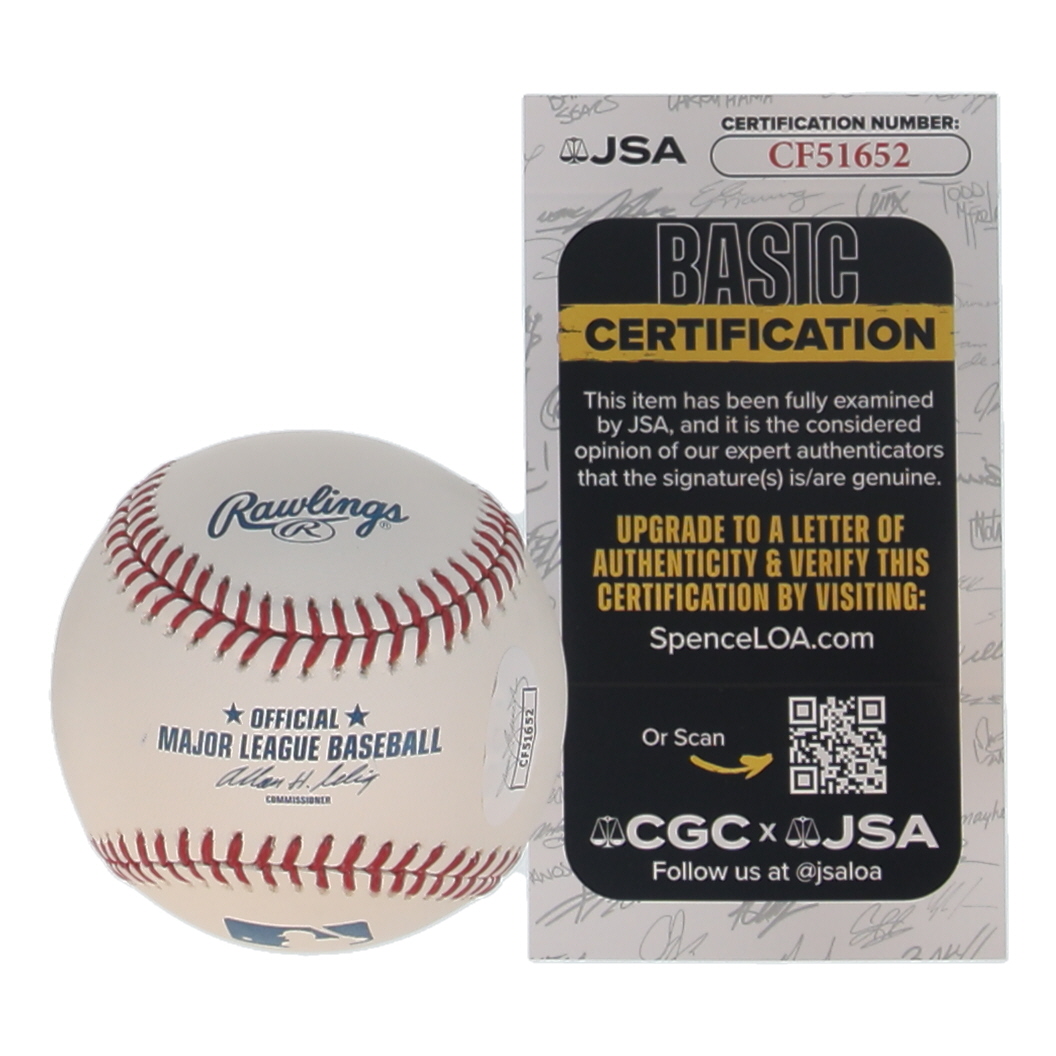 JSA
CERTIFICATION NUMBER:
CF51652
BASIC
CERTIFICATION
This item has been fully examined
by JSA, and it is the considered
opinion of our expert authenticators
that the signature(s) is/are genuine.
UPGRADE TO A LETTER OF
AUTHENTICITY & VERIFY THIS
CERTIFICATION BY VISITING:
SpenceLOA.com
Or Scan
CGC x JSA
Follow us at @jsaloa
Rawlings®
R
★ OFFICIAL ★
MAJOR LEAGUE BASEBALL
Allan H. Selig
COMMISSIONER
CF51652